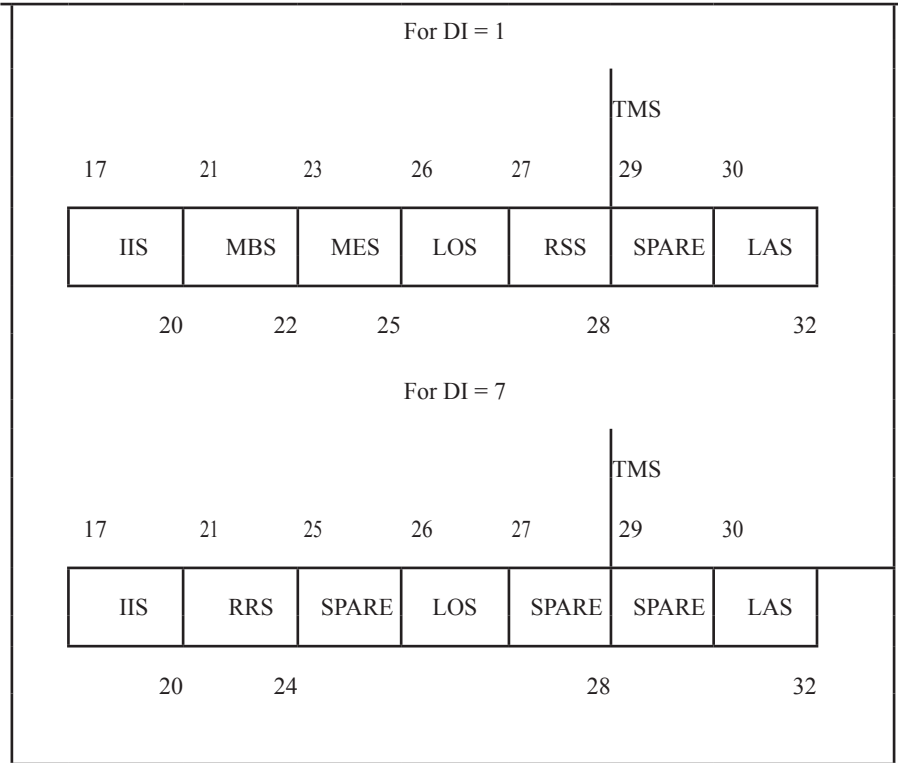 For DI = 1
TMS
17 21 23 26 27 29 30
IIS MBS MES LOS RSS SPARE LAS
20 22 25 28 32
For DI = 7
TMS
17 21 25 26 27 29 30
IIS RRS SPARE LOS SPARE SPARE LAS
20 24 28 32